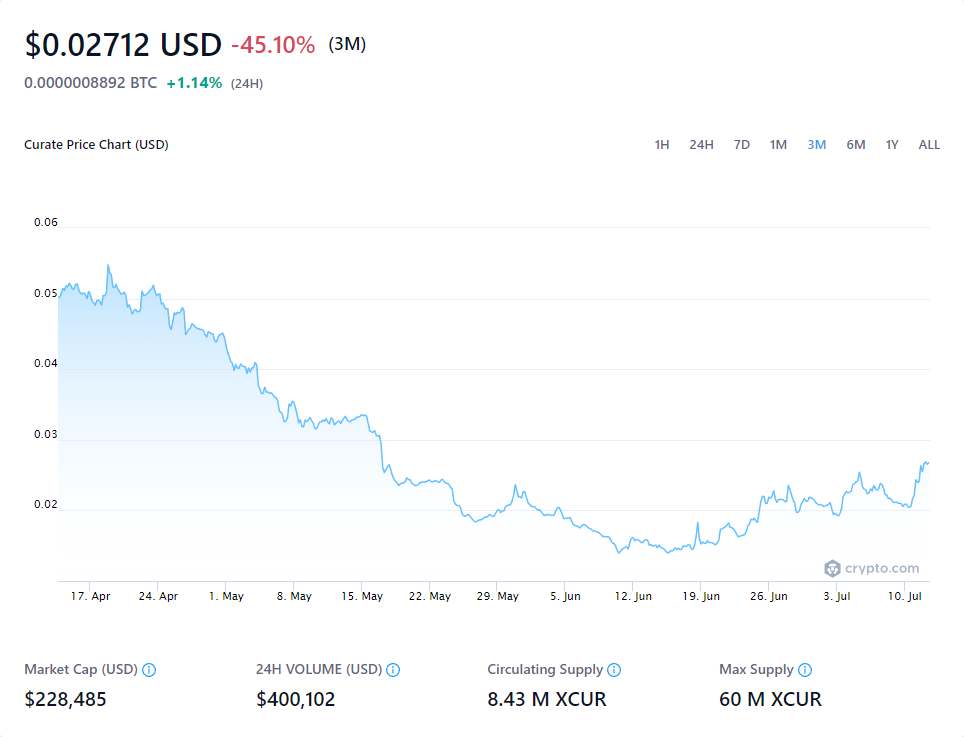 $0.02712 USD -45.10% (3M)
0.0000008892 BTC +1.14% (24H)
Curate Price Chart (USD) 1H 24H 7D 1M 3M 6M 1Y ALL
0.06
0.05
0.04
0.03
0.02
crypto.com
17. Apr 24. Apr 1. May 8. May 15. May 22. May 29. May 5. Jun 12. Jun 19. Jun 26. Jun 3. Jul 10. Jul
Market Cap (USD) 24H VOLUME (USD) Circulating Supply Max Supply
$228,485 $400,102 8.43 M XCUR 60 M XCUR